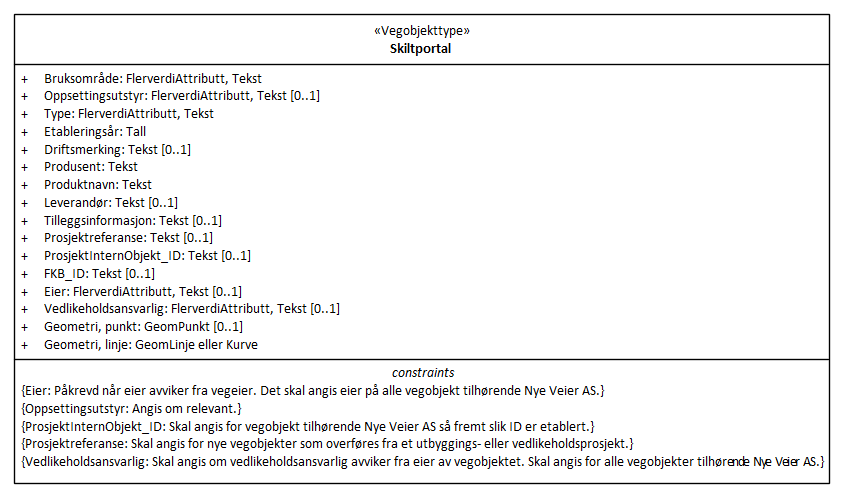 «Vegobjekttype»
Skiltportal
+ Bruksområde: FlerverdiAttributt, Tekst
+ Oppsettingsutstyr: FlerverdiAttributt, Tekst [0..1]
+ Type: FlerverdiAttributt, Tekst
+ Etableringsår: Tall
+ Driftsmerking: Tekst [0..1]
+ Produsent: Tekst
+ Produktnavn: Tekst
+ Leverandør: Tekst [0..1]
+ Tilleggsinformasjon: Tekst [0..1]
+ Prosjektreferanse: Tekst [0..1]
+ ProsjektInternObjekt_ID: Tekst [0..1]
+ FKB_ID: Tekst [0..1]
+ Eier: FlerverdiAttributt, Tekst [0..1]
+ Vedlikeholdsansvarlig: FlerverdiAttributt, Tekst [0..1]
+ Geometri, punkt: GeomPunkt [0..1]
+ Geometri, linje: GeomLinje eller Kurve
constraints
{Eier: Påkrevd når eier avviker fra vegeier. Det skal angis eier på alle vegobjekt tilhørende Nye Veier AS.}
{Oppsettingsutstyr: Angis om relevant.}
{ProsjektInternObjekt_ID: Skal angis for vegobjekt tilhørende Nye Veier AS så fremt slik ID er etablert.}
{Prosjektreferanse: Skal angis for nye vegobjekter som overføres fra et utbyggings- eller vedlikeholdsprosjekt.}
{Vedlikeholdsansvarlig: Skal angis om vedlikeholdsansvarlig avviker fra eier av vegobjektet. Skal angis for alle vegobjekter tilhørende Nye Veier AS.}